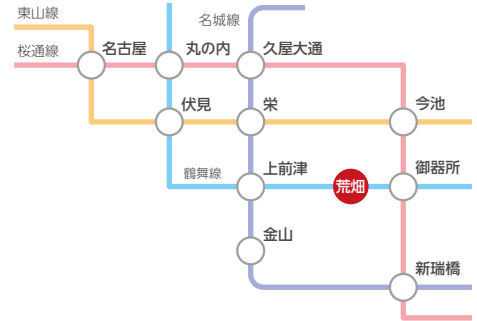 東山線
名城線
桜通線
名古屋
丸の内
久屋大通
伏見
栄
今池
鶴舞線
上前津
荒畑
御器所
金山
新瑞橋